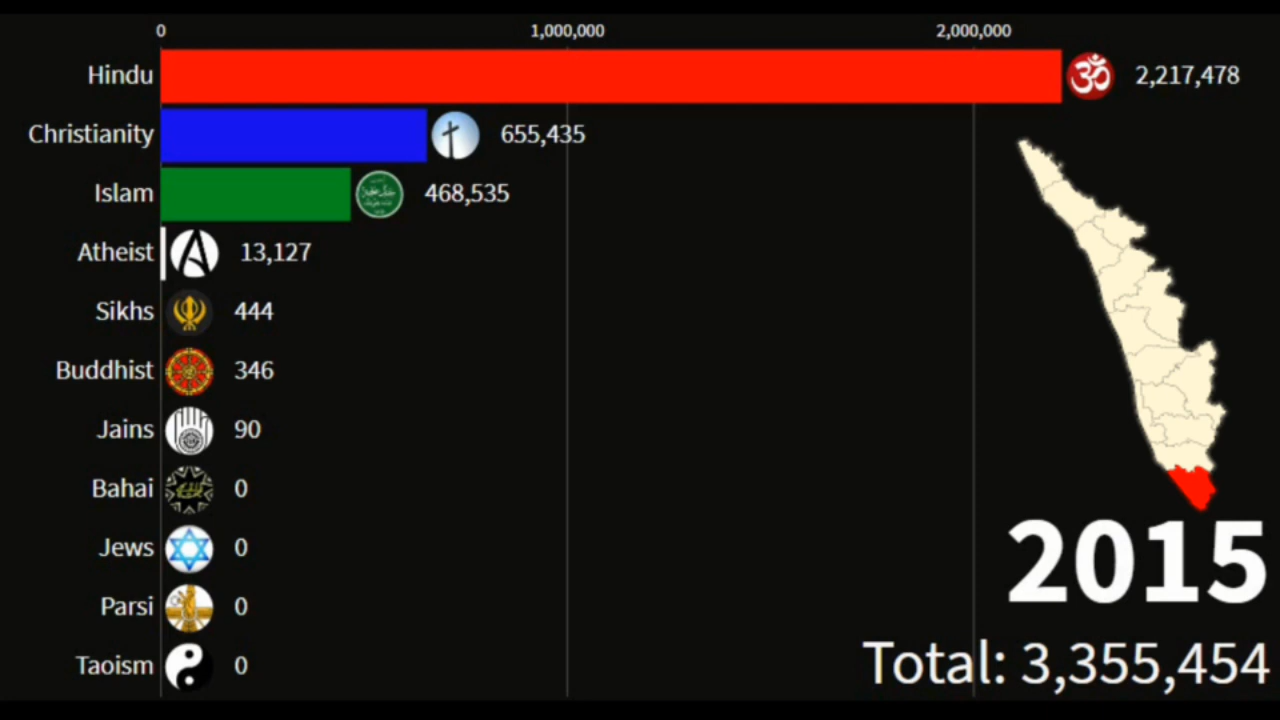 0 1,000,000 2,000,000
Hindu 2,217,478
Christianity 655,435
Islam 468,535
Atheist 13,127
Sikhs 444
Buddhist 346
Jains 90
Bahai 0
Jews 0
Parsi 0
Taoism 0
2015
Total: 3,355,454